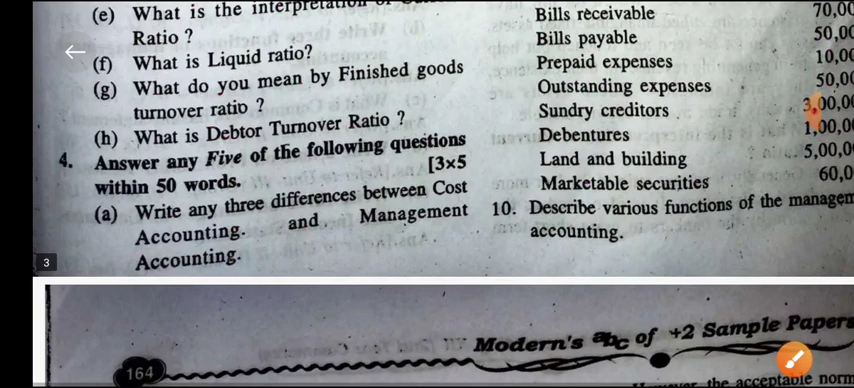 (e) What is the interpretation
Ratio ?
(f) What is Liquid ratio?
(g) What do you mean by Finished goods
turnover ratio ?
(h) What is Debtor Turnover Ratio ?
4. Answer any Five of the following questions
within 50 words. [3×5
(a) Write any three differences between Cost
Accounting. and Management
Accounting.
Bills receivable 70,00
Bills payable 50,00
Prepaid expenses 10,00
Outstanding expenses 50,00
Sundry creditors 3,00,00
Debentures 1,00,00
Land and building 5,00,0
Marketable securities 60,0
10. Describe various functions of the managem
accounting.
3
164
Modern's abc of +2 Sample Papers
the acceptable norm